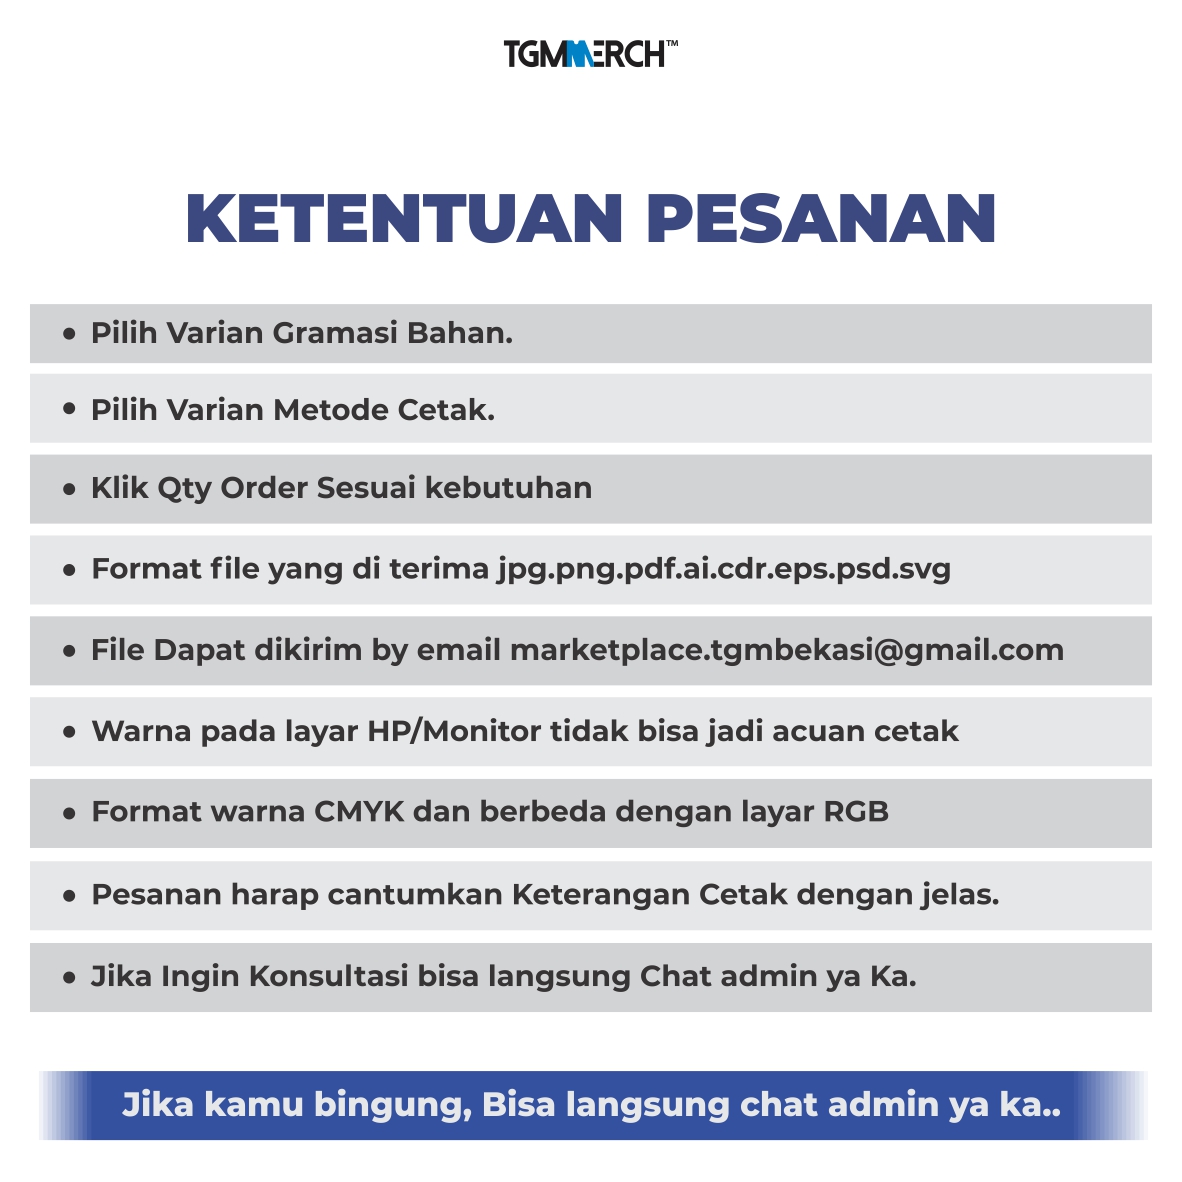 TGMMERCH™
KETENTUAN PESANAN
• Pilih Varian Gramasi Bahan.
• Pilih Varian Metode Cetak.
• Klik Qty Order Sesuai kebutuhan
• Format file yang di terima jpg.png.pdf.ai.cdr.eps.psd.svg
• File Dapat dikirim by email marketplace.tgmbekasi@gmail.com
• Warna pada layar HP/Monitor tidak bisa jadi acuan cetak
• Format warna CMYK dan berbeda dengan layar RGB
• Pesanan harap cantumkan Keterangan Cetak dengan jelas.
• Jika Ingin Konsultasi bisa langsung Chat admin ya Ka.
Jika kamu bingung, Bisa langsung chat admin ya ka..